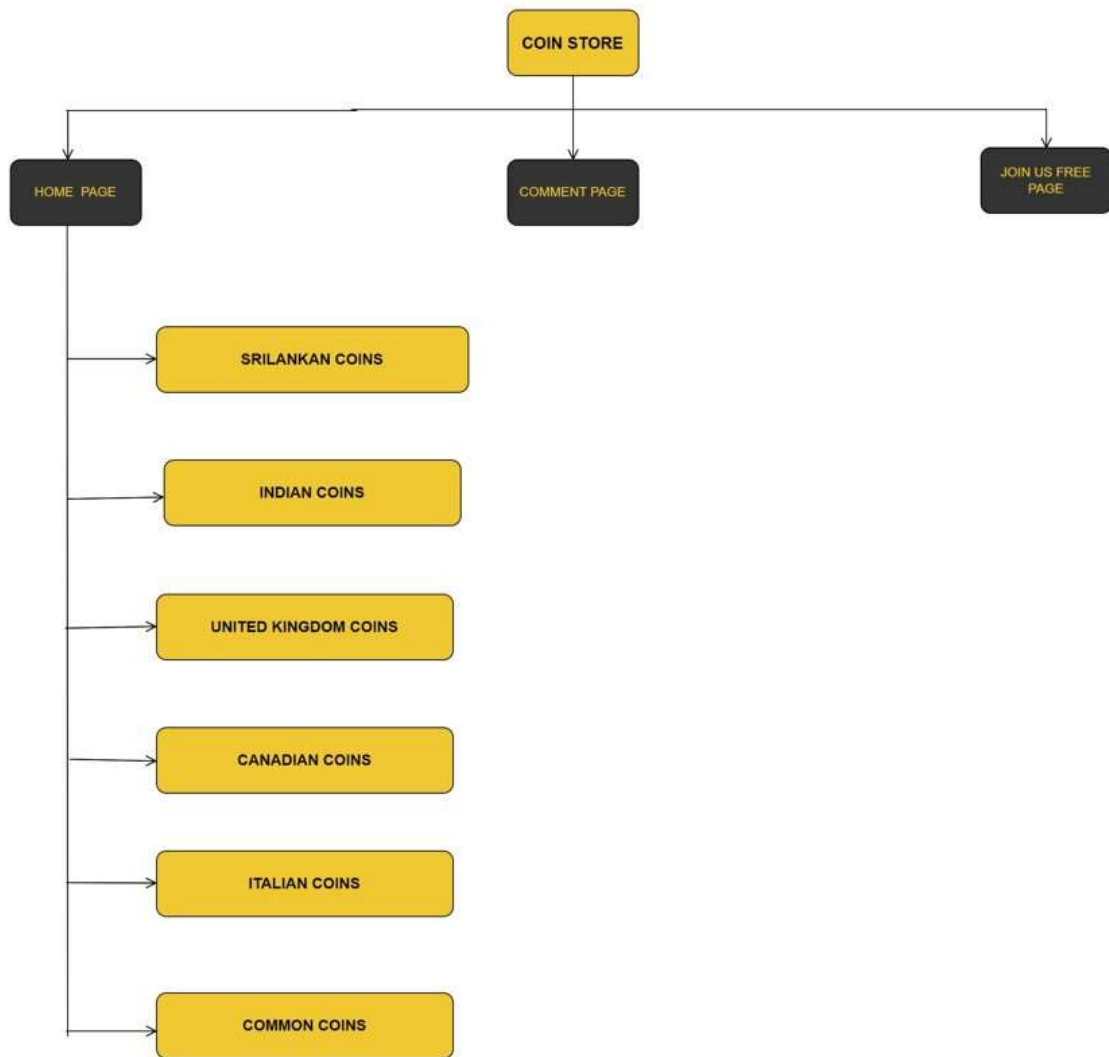 COIN STORE
HOME PAGE
COMMENT PAGE
JOIN US FREE
PAGE
SRILANKAN COINS
INDIAN COINS
UNITED KINGDOM COINS
CANADIAN COINS
ITALIAN COINS
COMMON COINS